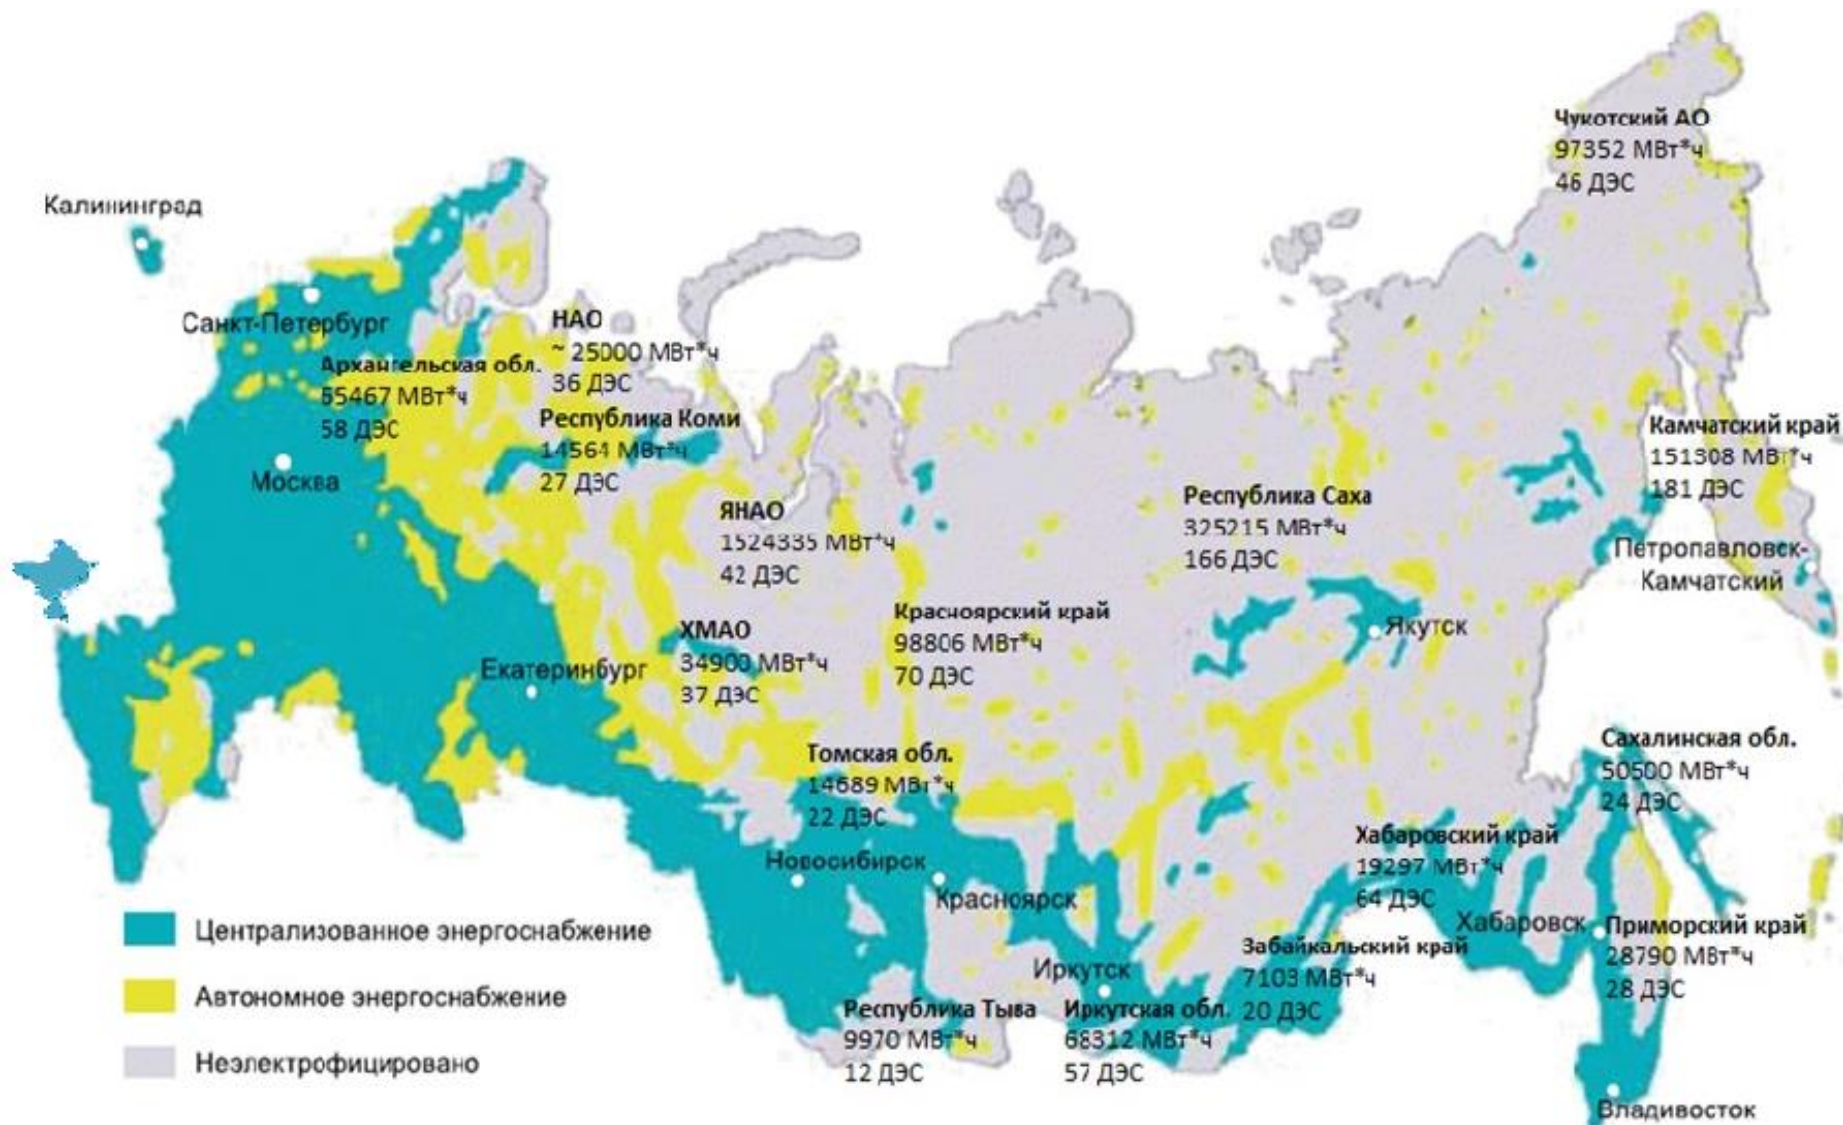 Чукотский АО
97352 МВт*ч
46 ДЭС
Калининград
Санкт-Петербург
НАО
~ 25000 МВт*ч
36 ДЭС
Архангельская обл.
65467 МВт*ч
58 ДЭС
Республика Коми
14564 МВт*ч
27 ДЭС
Москва
Камчатский край
151308 МВт*ч
181 ДЭС
ЯНАО
1524335 МВт*ч
42 ДЭС
Республика Саха
325215 МВт*ч
166 ДЭС
Петропавловск-
Камчатский
ХМАО
34900 МВт*ч
37 ДЭС
Красноярский край
98806 МВт*ч
70 ДЭС
Якутск
Екатеринбург
Томская обл.
14689 МВт*ч
22 ДЭС
Сахалинская обл.
50500 МВт*ч
24 ДЭС
Хабаровский край
19297 МВт*ч
64 ДЭС
Новосибирск
Красноярск
Хабаровск
Приморский край
28790 МВт*ч
28 ДЭС
Забайкальский край
7103 МВт*ч
20 ДЭС
Иркутск
Республика Тыва
9970 МВт*ч
12 ДЭС
Иркутская обл.
68312 МВт*ч
57 ДЭС
Владивосток
Централизованное энергоснабжение
Автономное энергоснабжение
Неэлектрофицировано